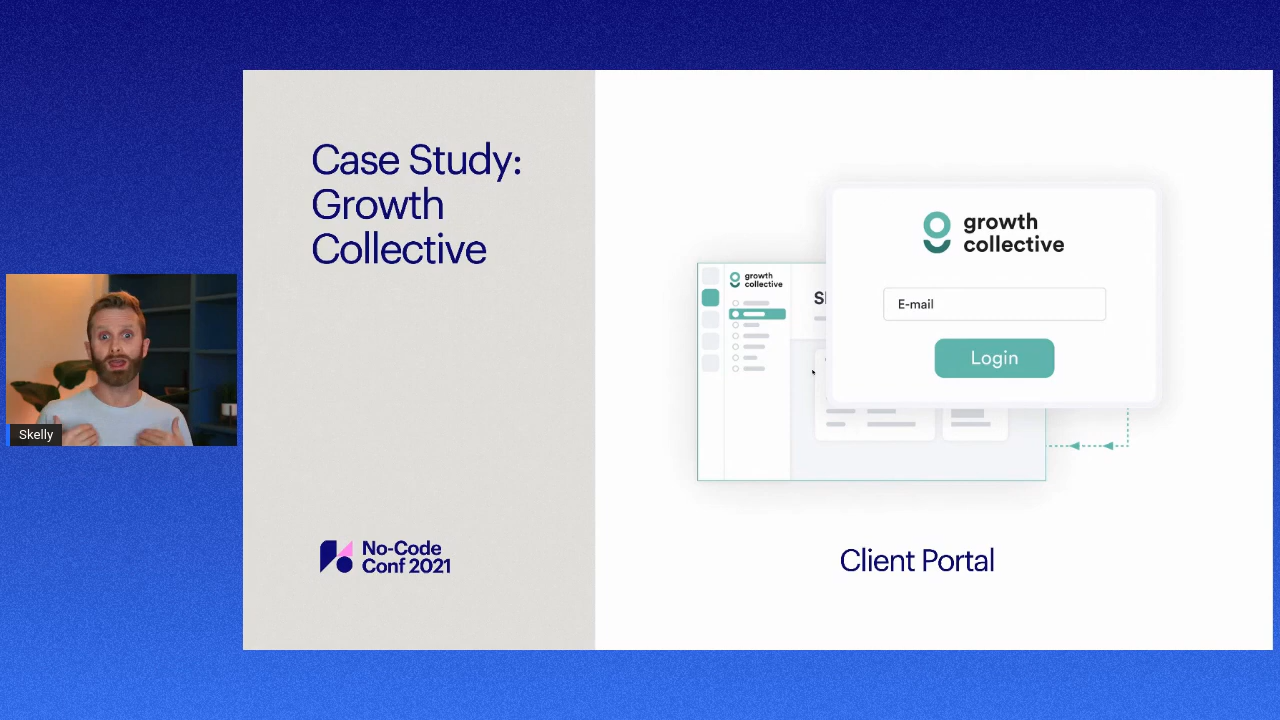 Case Study:
Growth
Collective
Skelly
No-Code
Conf 2021
growth
collective
growth
collective
E-mail
Login
Client Portal